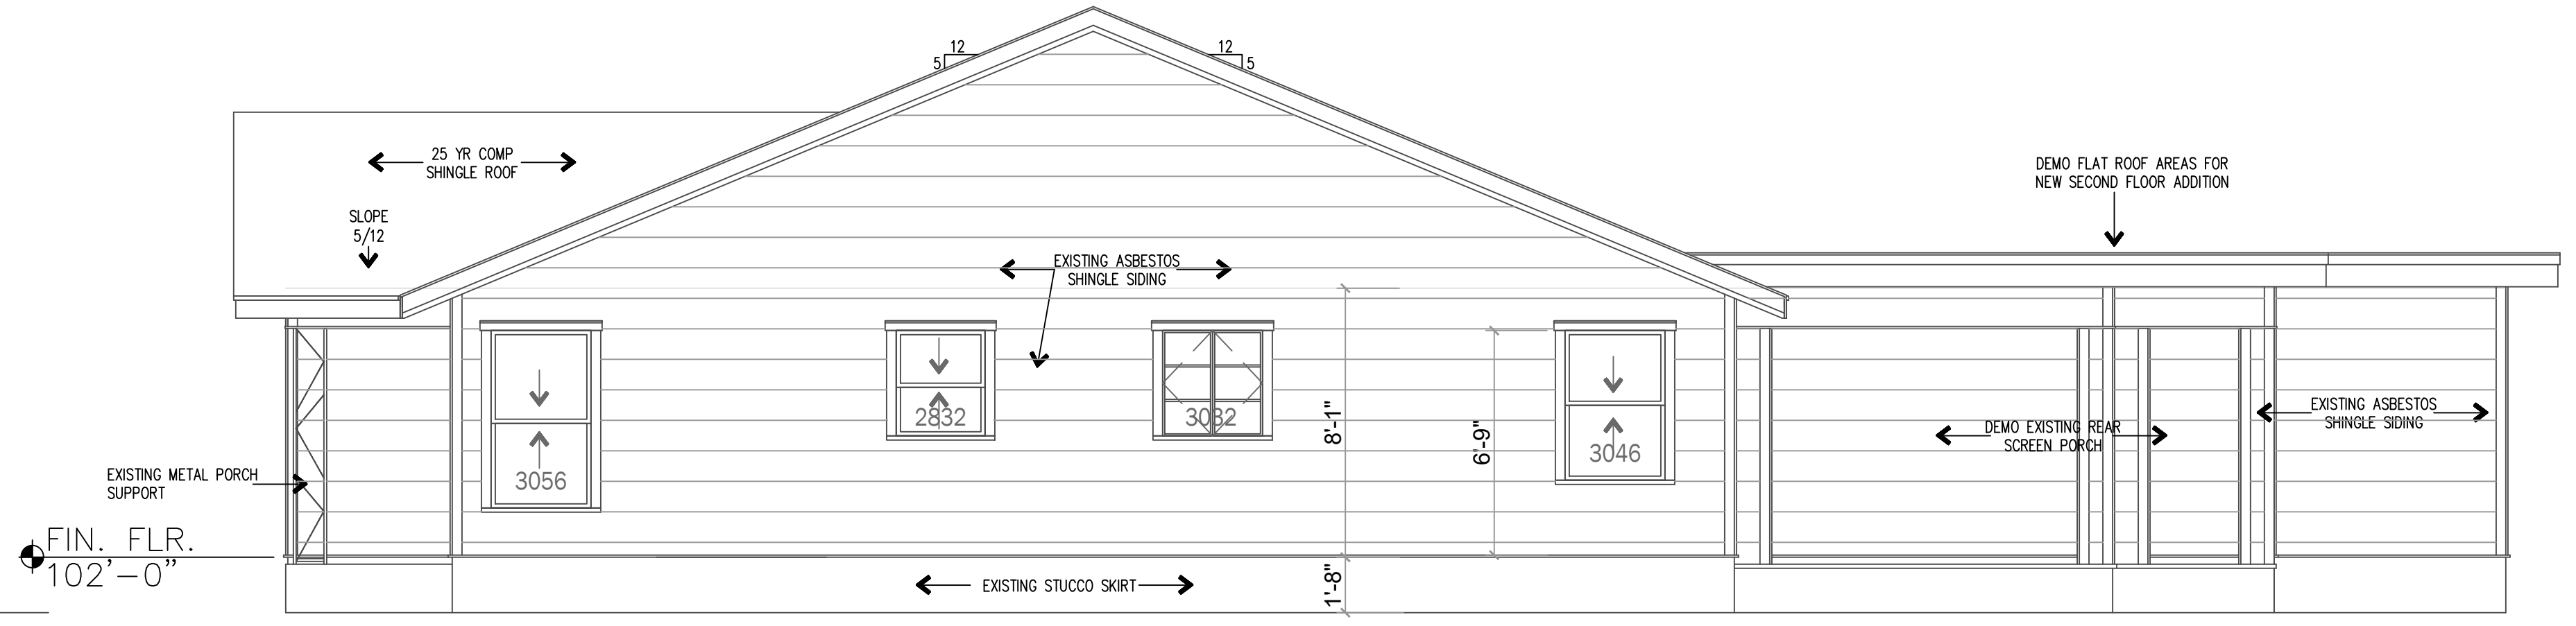 12
5
12
5
25 YR COMP
SHINGLE ROOF
SLOPE
5/12
DEMO FLAT ROOF AREAS FOR
NEW SECOND FLOOR ADDITION
EXISTING ASBESTOS
SHINGLE SIDING
2832
3032
8'-1"
6'-9"
3046
3056
DEMO EXISTING REAR
SCREEN PORCH
EXISTING ASBESTOS
SHINGLE SIDING
EXISTING METAL PORCH
SUPPORT
FIN. FLR.
102'-0"
EXISTING STUCCO SKIRT
1'-8"